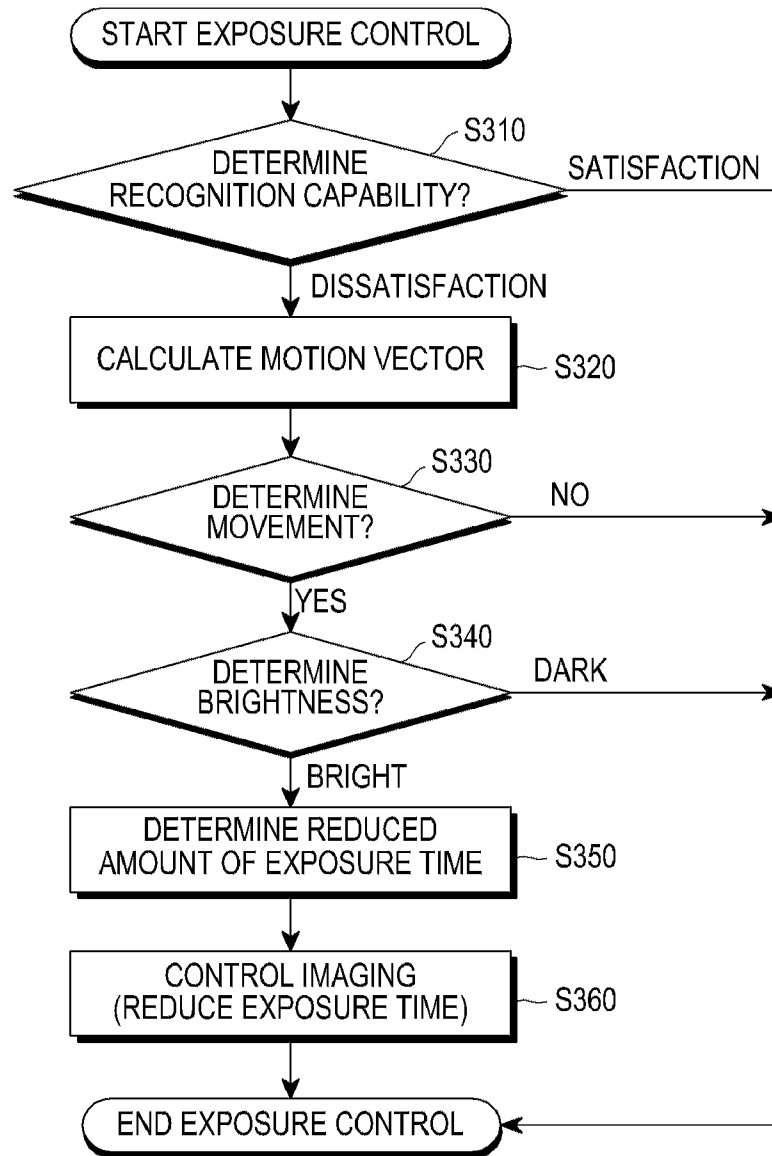 START EXPOSURE CONTROL
S310
DETERMINE
RECOGNITION CAPABILITY?
SATISFACTION
DISSATISFACTION
CALCULATE MOTION VECTOR
S320
S330
DETERMINE
MOVEMENT?
NO
YES
S340
DETERMINE
BRIGHTNESS?
DARK
BRIGHT
DETERMINE REDUCED
AMOUNT OF EXPOSURE TIME
S350
CONTROL IMAGING
(REDUCE EXPOSURE TIME)
S360
END EXPOSURE CONTROL